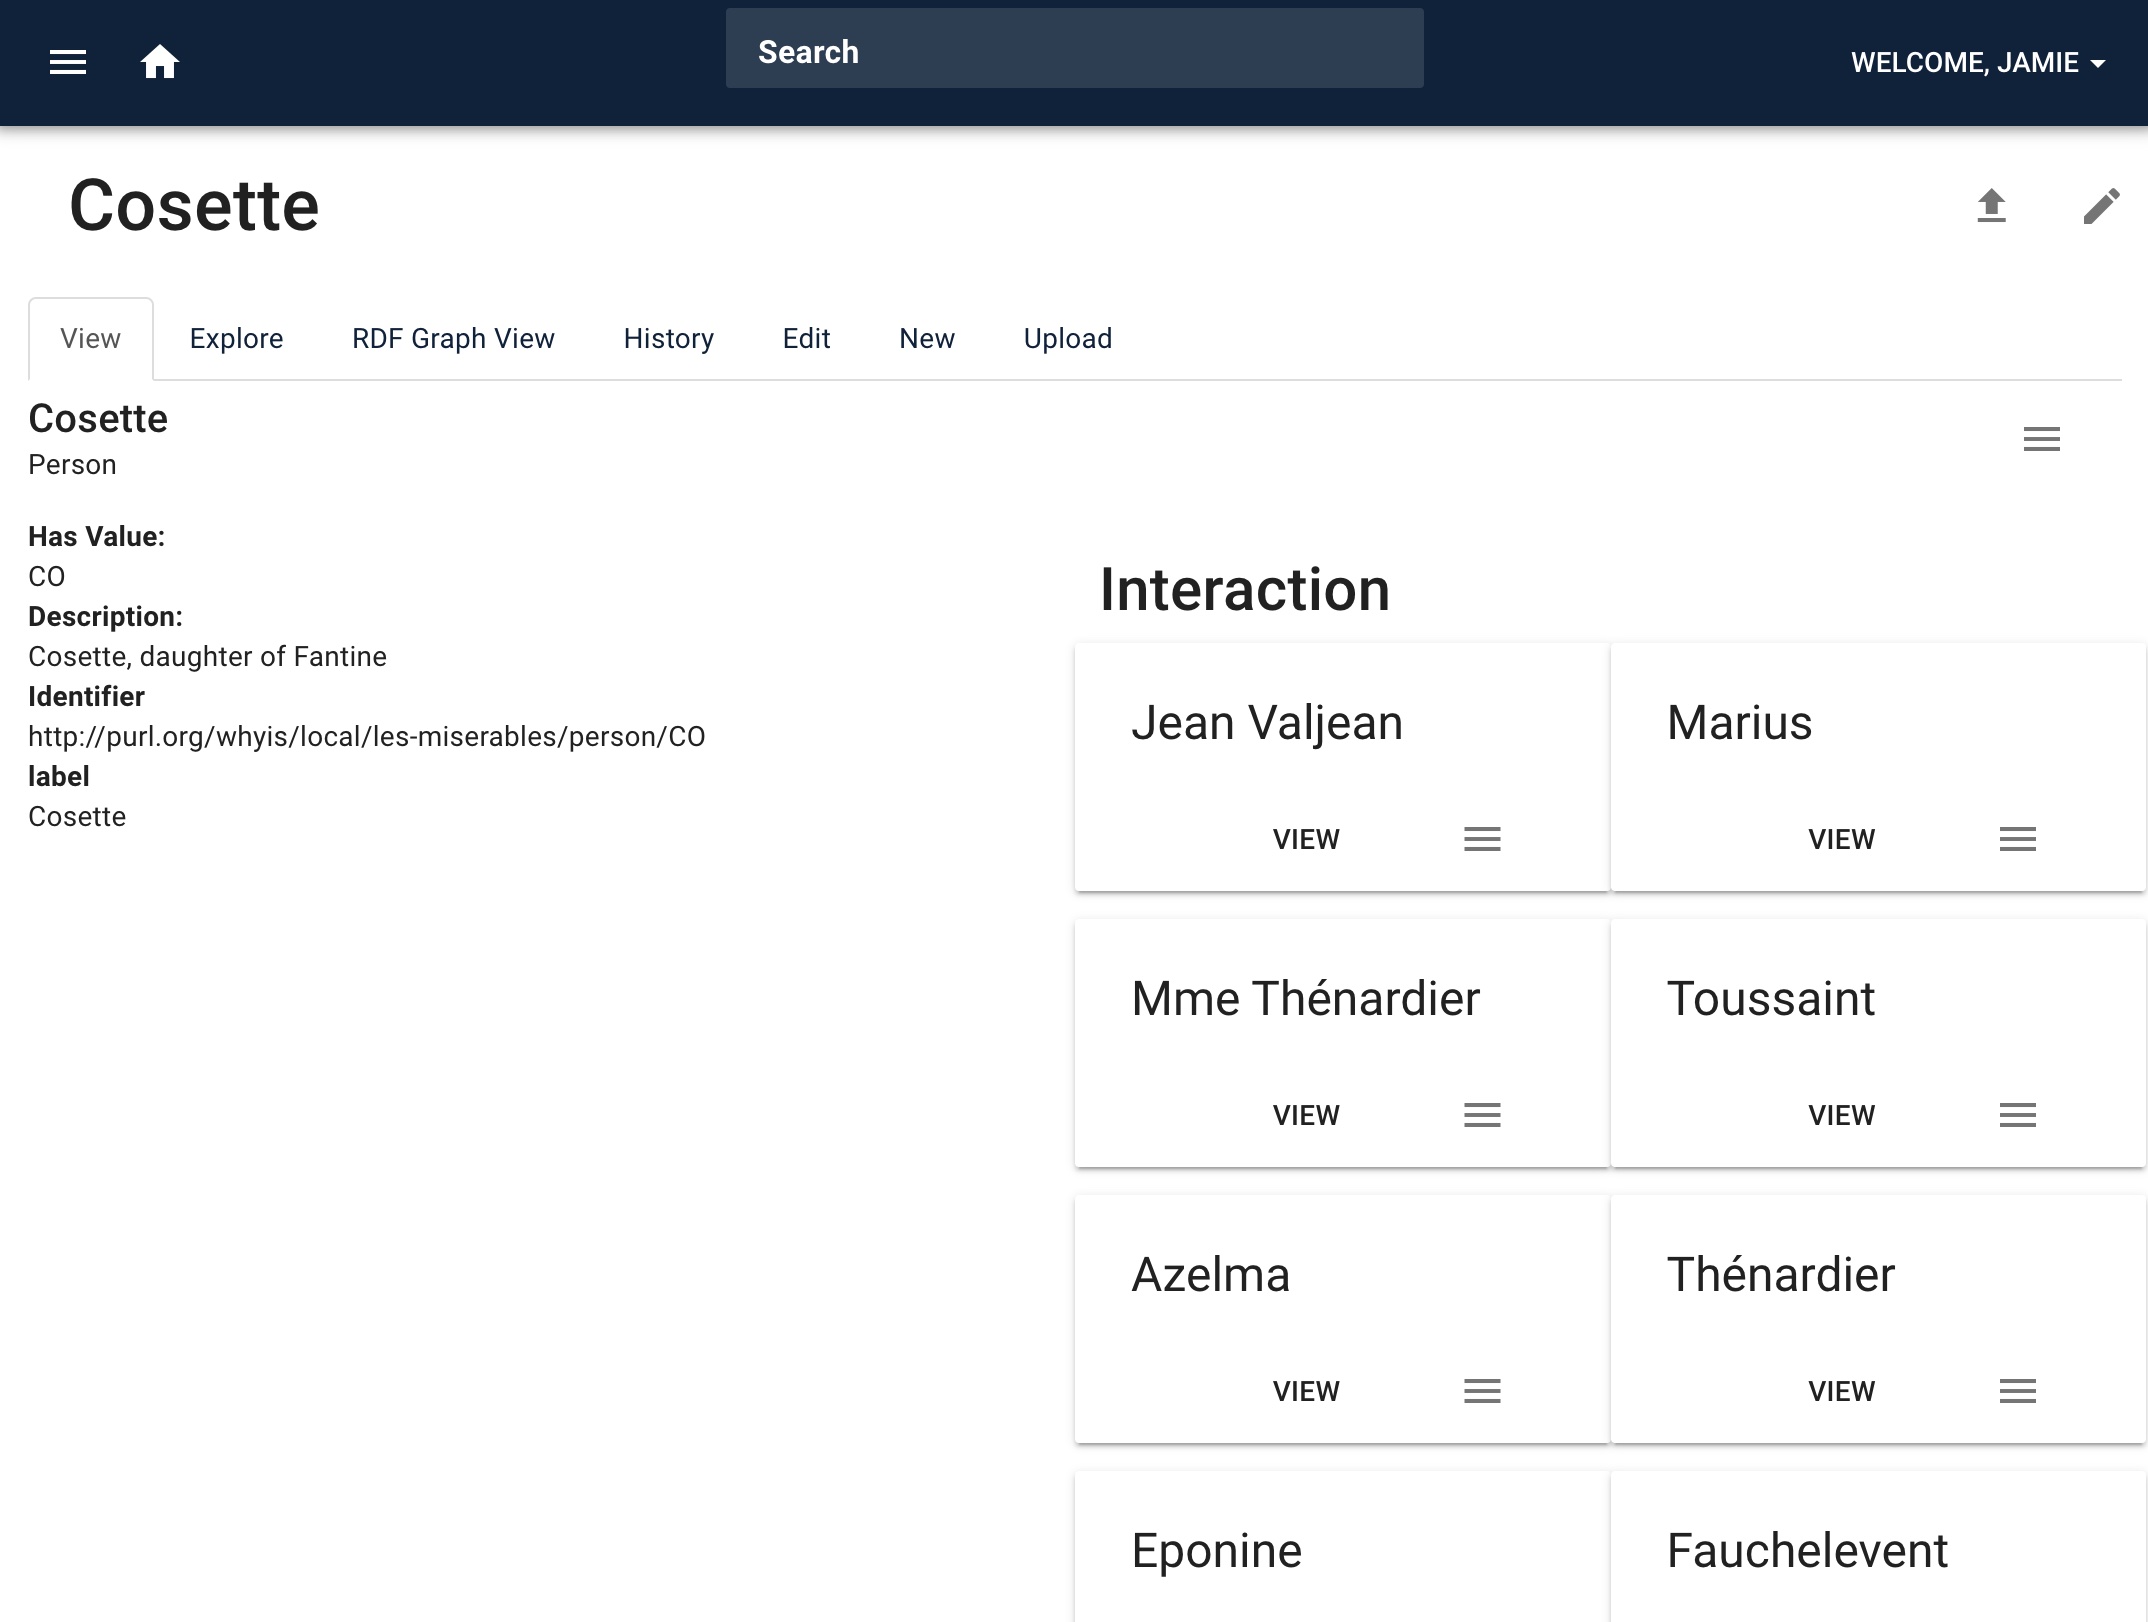 Search
WELCOME, JAMIE
Cosette
View Explore RDF Graph View History Edit New Upload
Cosette
Person
Has Value:
CO
Description:
Cosette, daughter of Fantine
Identifier
http://purl.org/whyis/local/les-miserables/person/CO
label
Cosette
Interaction
Jean Valjean
VIEW
Marius
VIEW
Mme Thénardier
VIEW
Toussaint
VIEW
Azelma
VIEW
Thénardier
VIEW
Eponine
Fauchelevent